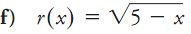 f) r(x) = √5 − x